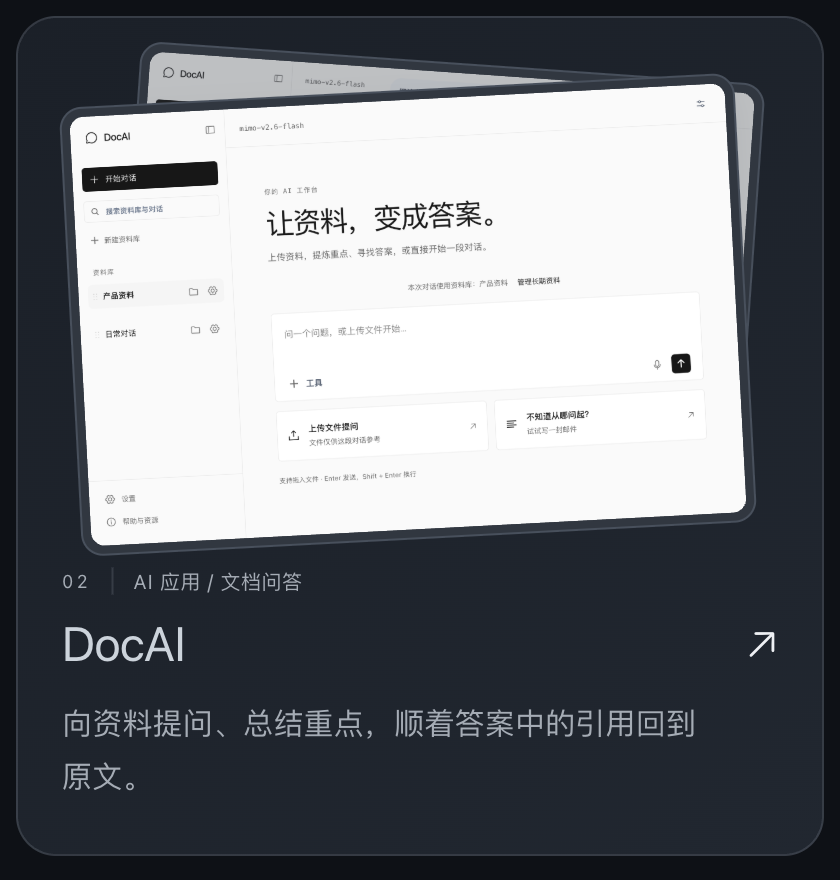 DocAI
mimo-v2.6-flash
DocAI
mimo-v2.6-flash
开始对话
搜索资料库与对话
新建资料库
资料库
产品资料
日常对话
设置
帮助与资源
你的 AI 工作台
让资料，变成答案。
上传资料，提炼重点、寻找答案，或直接开始一段对话。
本次对话使用资料库：产品资料 管理长期资料
问一个问题，或上传文件开始…
工具
上传文件提问
文件仅供这段对话参考
不知道从哪问起？
试试写一封邮件
支持拖入文件 · Enter 发送，Shift + Enter 换行
02
AI 应用 / 文档问答
DocAI
向资料提问、总结重点，顺着答案中的引用回到
原文。